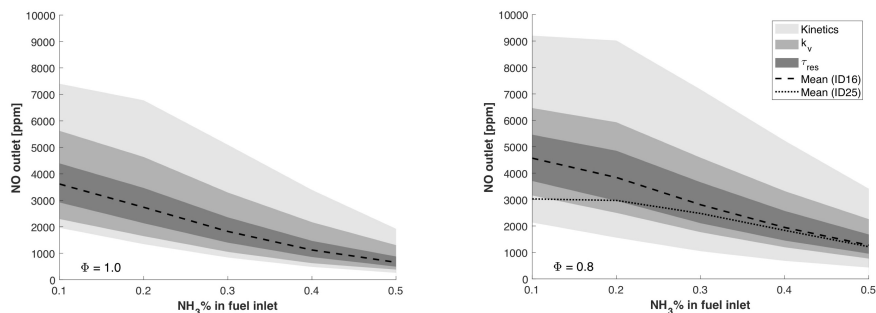 10000
9000
8000
7000
6000
5000
4000
3000
2000
1000
0
NO outlet [ppm]
Φ = 1.0
0.1 0.2 0.3 0.4 0.5
NH₃% in fuel inlet
10000
9000
8000
7000
6000
5000
4000
3000
2000
1000
0
NO outlet [ppm]
Kinetics
kᵥ
τ_res
Mean (ID16)
Mean (ID25)
Φ = 0.8
0.1 0.2 0.3 0.4 0.5
NH₃% in fuel inlet